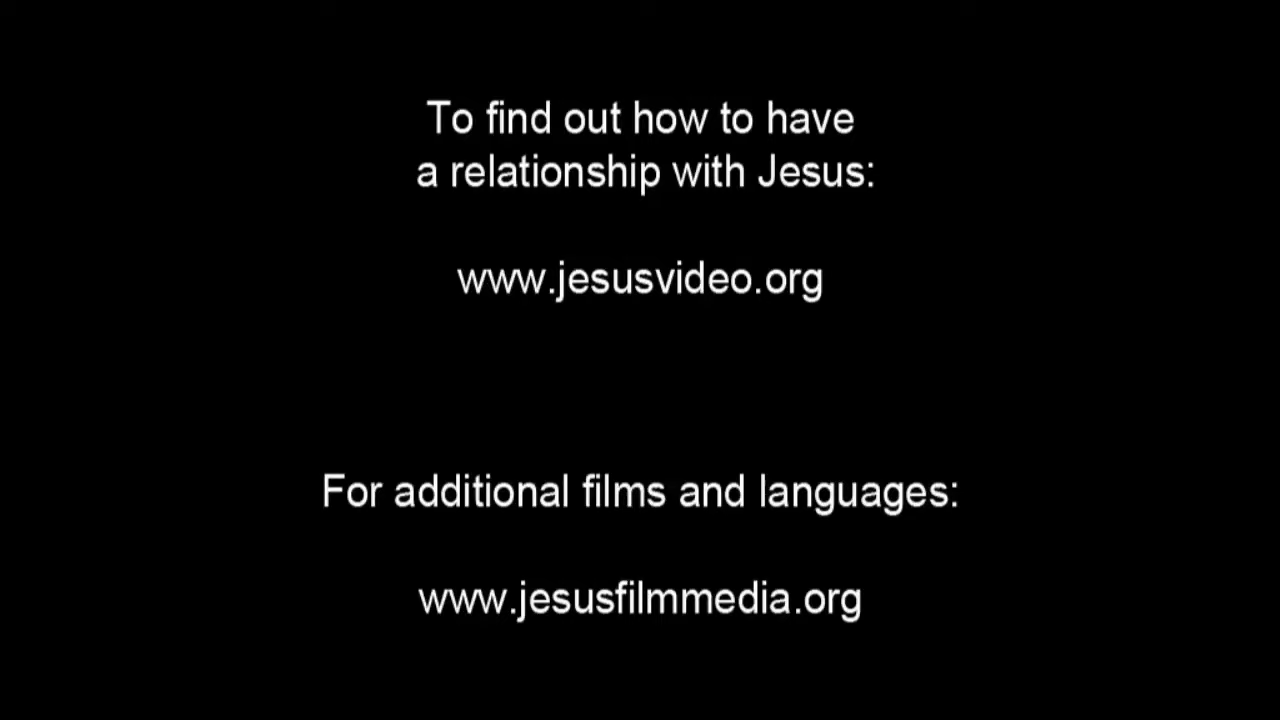 To find out how to have
a relationship with Jesus:
www.jesusvideo.org
For additional films and languages:
www.jesusfilmmedia.org